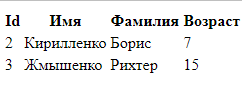 Id Имя Фамилия Возраст
2 Кирилленко Борис 7
3 Жмышенко Рихтер 15